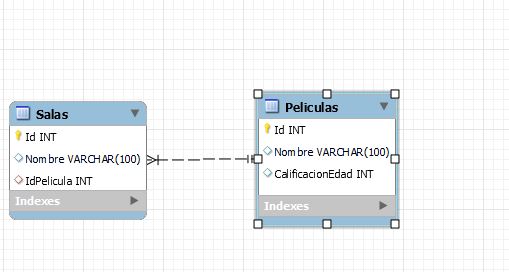 Salas
Id INT
Nombre VARCHAR(100)
IdPelicula INT
Indexes
Peliculas
Id INT
Nombre VARCHAR(100)
CalificacionEdad INT
Indexes